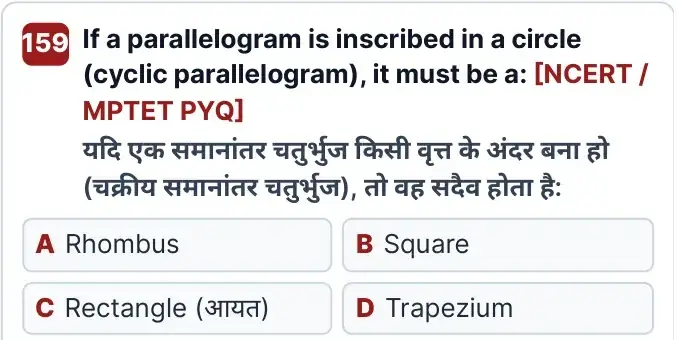 159 If a parallelogram is inscribed in a circle
(cyclic parallelogram), it must be a: [NCERT /
MPTET PYQ]
यदि एक समानांतर चतुर्भुज किसी वृत्त के अंदर बना हो
(चक्रीय समानांतर चतुर्भुज), तो वह सदैव होता है:
A Rhombus
B Square
C Rectangle (आयत)
D Trapezium